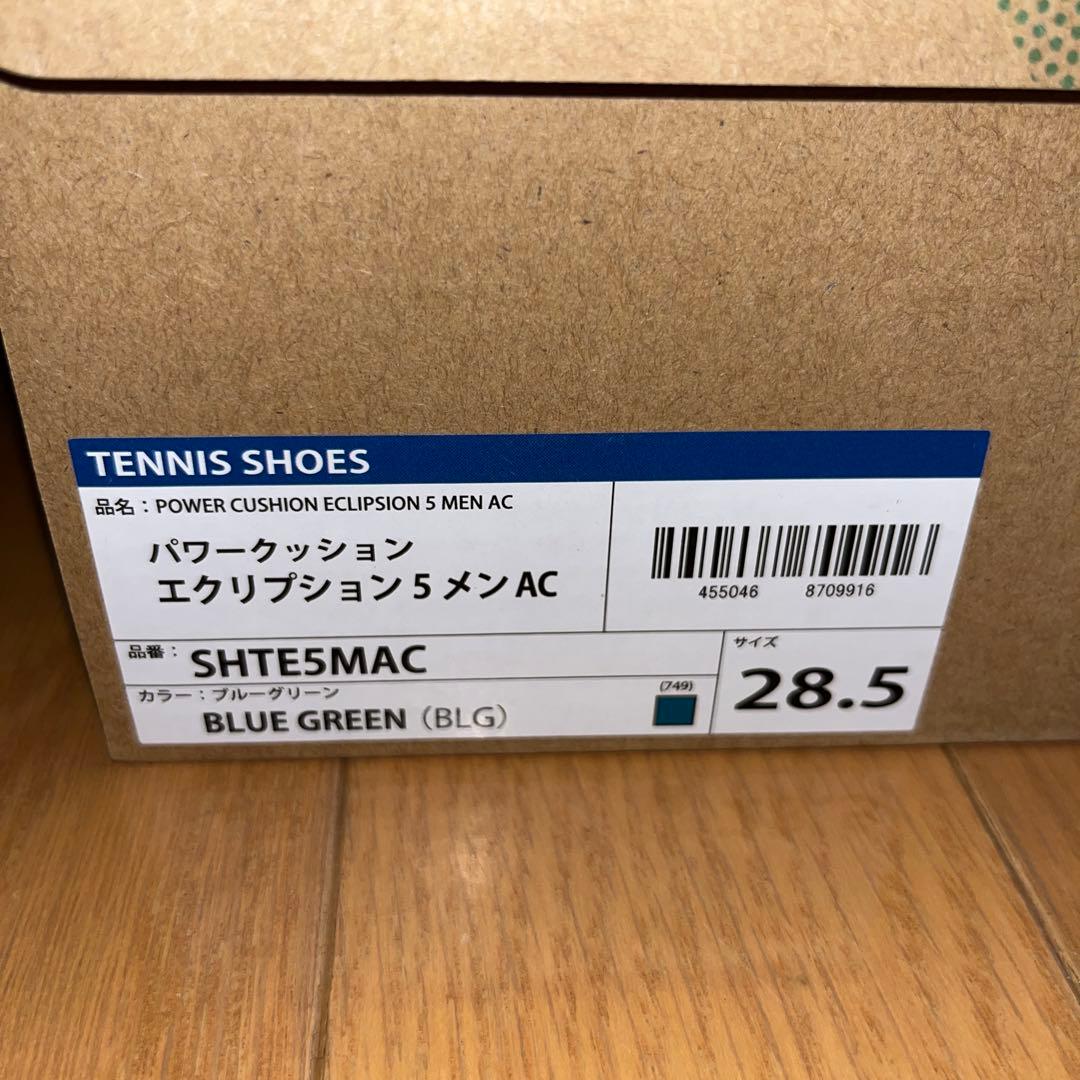 TENNIS SHOES
品名：POWER CUSHION ECLIPSION 5 MEN AC
パワークッション
エクリプション 5 メン AC
455046 8709916
品番：SHTE5MAC
サイズ
28.5
カラー：ブルーグリーン
(749)
BLUE GREEN（BLG）